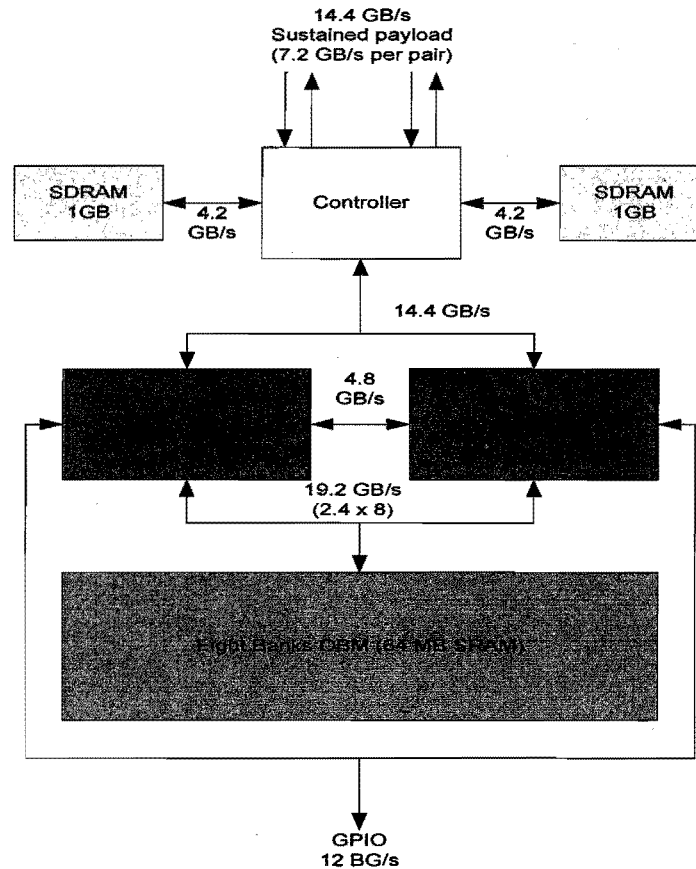 14.4 GB/s
Sustained payload
(7.2 GB/s per pair)
SDRAM
1GB
4.2
GB/s
Controller
4.2
GB/s
SDRAM
1GB
14.4 GB/s
4.8
GB/s
19.2 GB/s
(2.4 x 8)
Eight Banks OBM (64 MB SRAM)
GPIO
12 BG/s